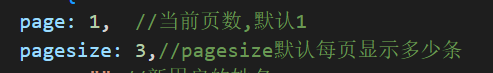 page: 1,  //当前页数,默认1
pagesize: 3,//pagesize默认每页显示多少条